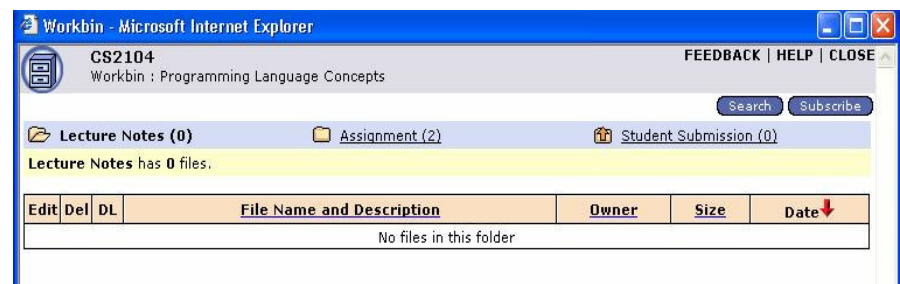 Workbin - Microsoft Internet Explorer
CS2104
FEEDBACK | HELP | CLOSE
Workbin : Programming Language Concepts
Search Subscribe
Lecture Notes (0) Assignment (2) Student Submission (0)
Lecture Notes has 0 files.
Edit Del DL File Name and Description Owner Size Date
No files in this folder